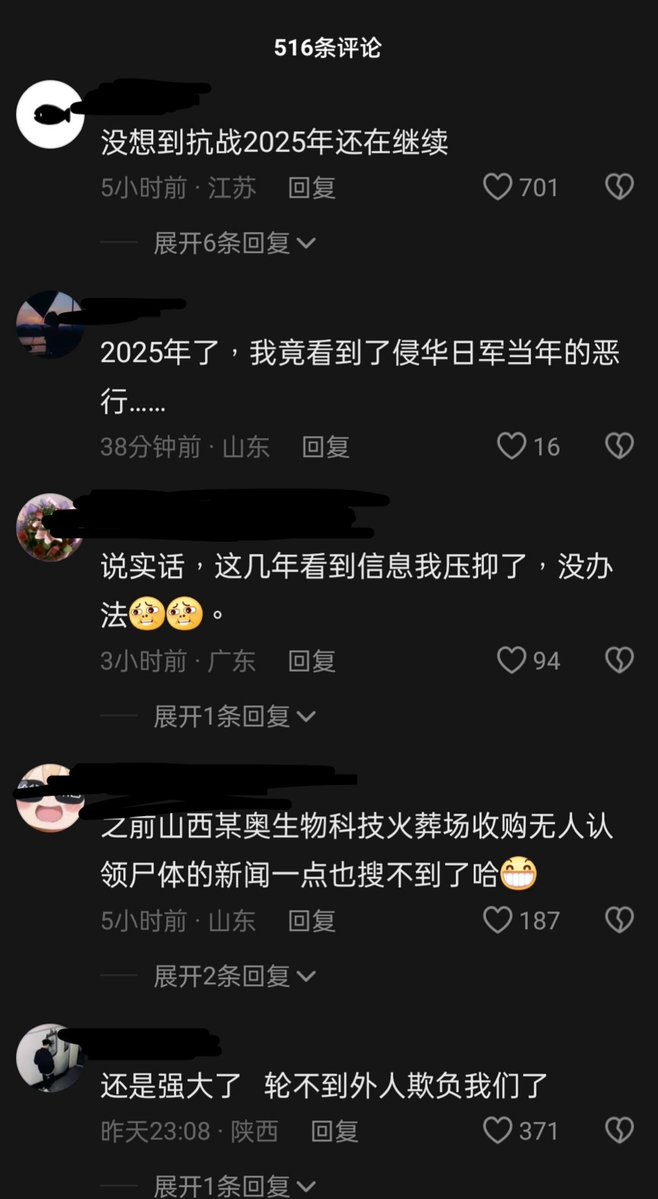 516条评论
没想到抗战2025年还在继续
5小时前 · 江苏 回复 701
展开6条回复
2025年了，我竟看到了侵华日军当年的恶
行……
38分钟前 · 山东 回复 16
说实话，这几年看到信息我压抑了，没办
法。
3小时前 · 广东 回复 94
展开1条回复
之前山西某奥生物科技火葬场收购无人认
领尸体的新闻一点也搜不到了哈
5小时前 · 山东 回复 187
展开2条回复
还是强大了 轮不到外人欺负我们了
昨天23:08 · 陕西 回复 371
展开1条回复